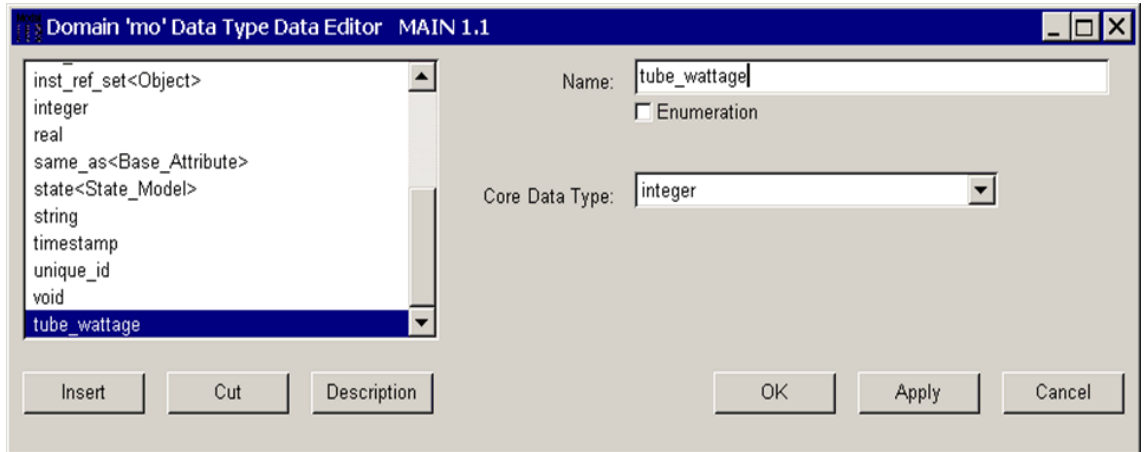 Domain 'mo' Data Type Data Editor MAIN 1.1
inst_ref_set<Object>
integer
real
same_as<Base_Attribute>
state<State_Model>
string
timestamp
unique_id
void
tube_wattage
Name: tube_wattage
Enumeration
Core Data Type: integer
Insert Cut Description OK Apply Cancel